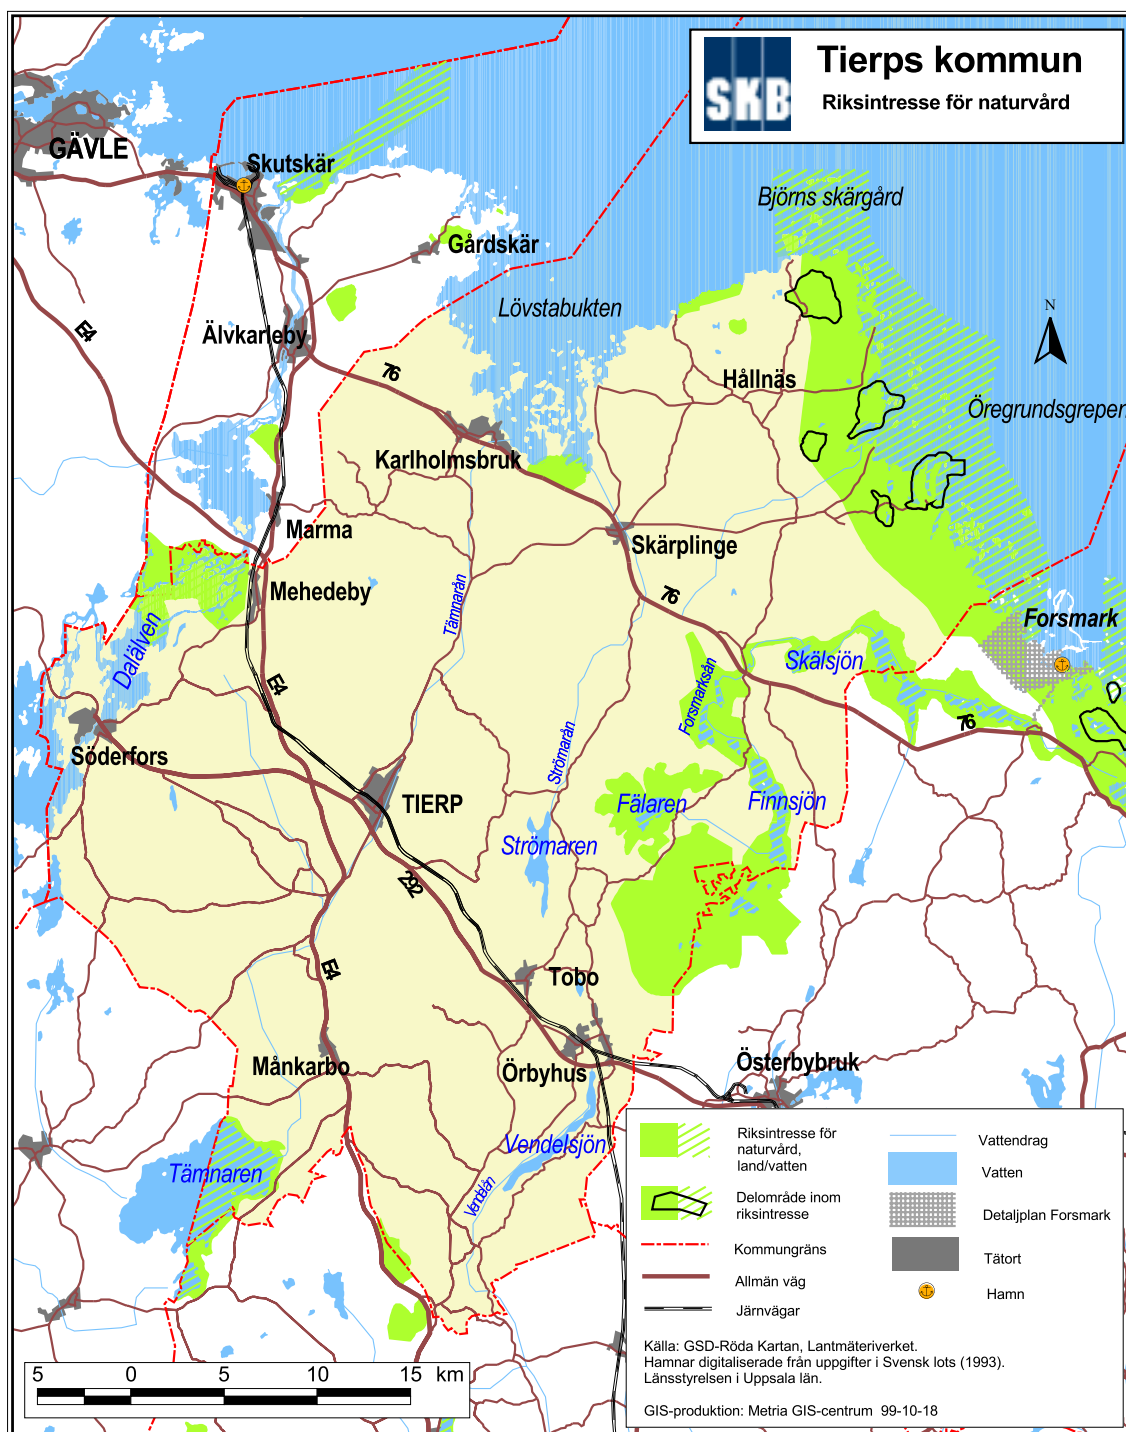 SKB
Tierps kommun
Riksintresse för naturvård
GÄVLE
Skutskär
Björns skärgård
Gårdskär
Lövstabukten
N
E4
Älvkarleby
76
Hållnäs
Öregrundsgrepen
Karlholmsbruk
Marma
Skärplinge
Mehedeby
Tämnarån
76
Forsmark
Dalälven
Skälsjön
E4
Forsmarksån
76
Söderfors
Strömarån
TIERP
Fälaren
Finnsjön
Strömaren
292
E4
Tobo
Månkarbo
Örbyhus
Österbybruk
Vendelsjön
Tämnaren
Vendelån
Riksintresse för
naturvård,
land/vatten
Delområde inom
riksintresse
Kommungräns
Allmän väg
Järnvägar
Vattendrag
Vatten
Detaljplan Forsmark
Tätort
Hamn
Källa: GSD-Röda Kartan, Lantmäteriverket.
Hamnar digitaliserade från uppgifter i Svensk lots (1993).
Länsstyrelsen i Uppsala län.
GIS-produktion: Metria GIS-centrum 99-10-18
5 0 5 10 15 km